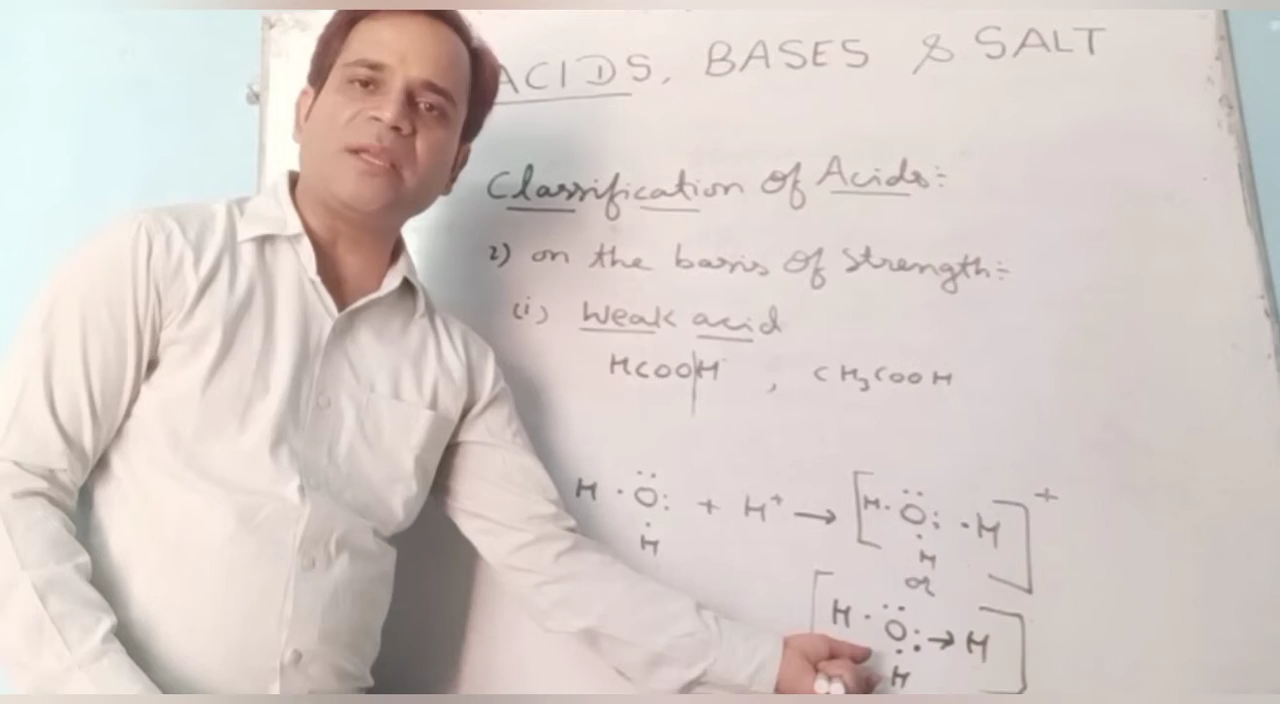 ACIDS, BASES & SALT
Classification of Acids:-
2) on the basis of strength:-
(i) Weak acid
HCOOH , CH₃COOH
H · Ö: + H⁺ → [H · Ö: · H]⁺
· ·
H H
or
[H · Ö: → H]
·
H